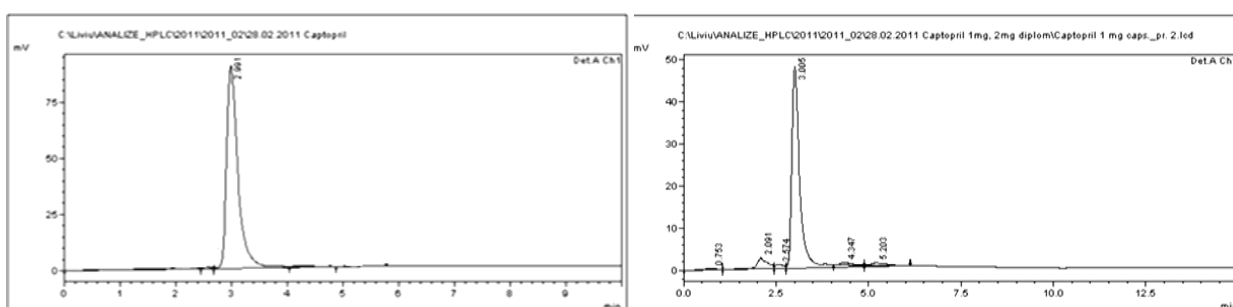 C:\Liviu\ANALIZE_HPLC\2011\2011_02\28.02.2011 Captopril
mV
Det.A Ch1
2.991
75
50
25
0
0 1 2 3 4 5 6 7 8 9
min
C:\Liviu\ANALIZE_HPLC\2011\2011_02\28.02.2011 Captopril 1mg, 2mg diplom\Captopril 1 mg caps._pr. 2.lcd
mV
Det.A Ch
50
40
30
20
10
0
0.753
2.091
2.574
3.005
4.347
5.203
0.0 2.5 5.0 7.5 10.0 12.5